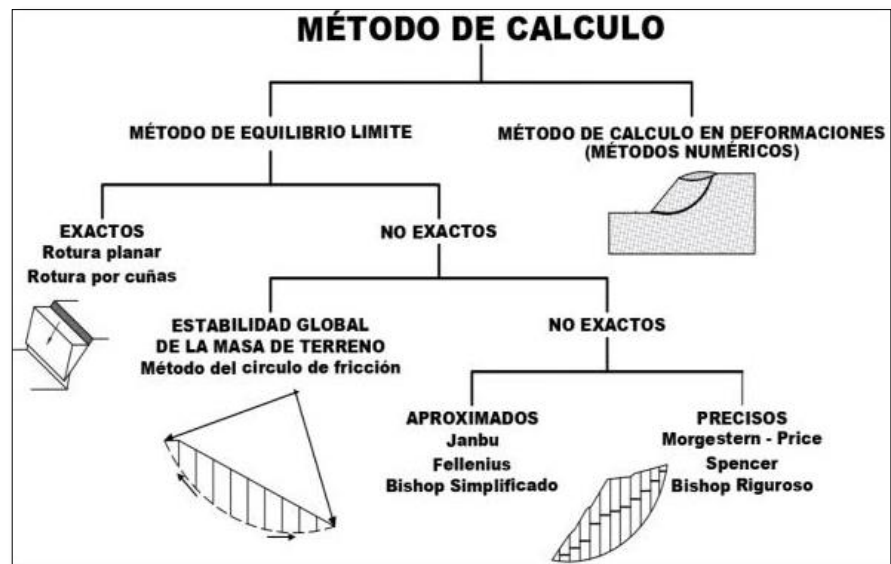 MÉTODO DE CALCULO
MÉTODO DE EQUILIBRIO LIMITE
MÉTODO DE CALCULO EN DEFORMACIONES
(MÉTODOS NUMÉRICOS)
EXACTOS
Rotura planar
Rotura por cuñas
NO EXACTOS
ESTABILIDAD GLOBAL
DE LA MASA DE TERRENO
Método del circulo de fricción
NO EXACTOS
APROXIMADOS
Janbu
Fellenius
Bishop Simplificado
PRECISOS
Morgestern - Price
Spencer
Bishop Riguroso